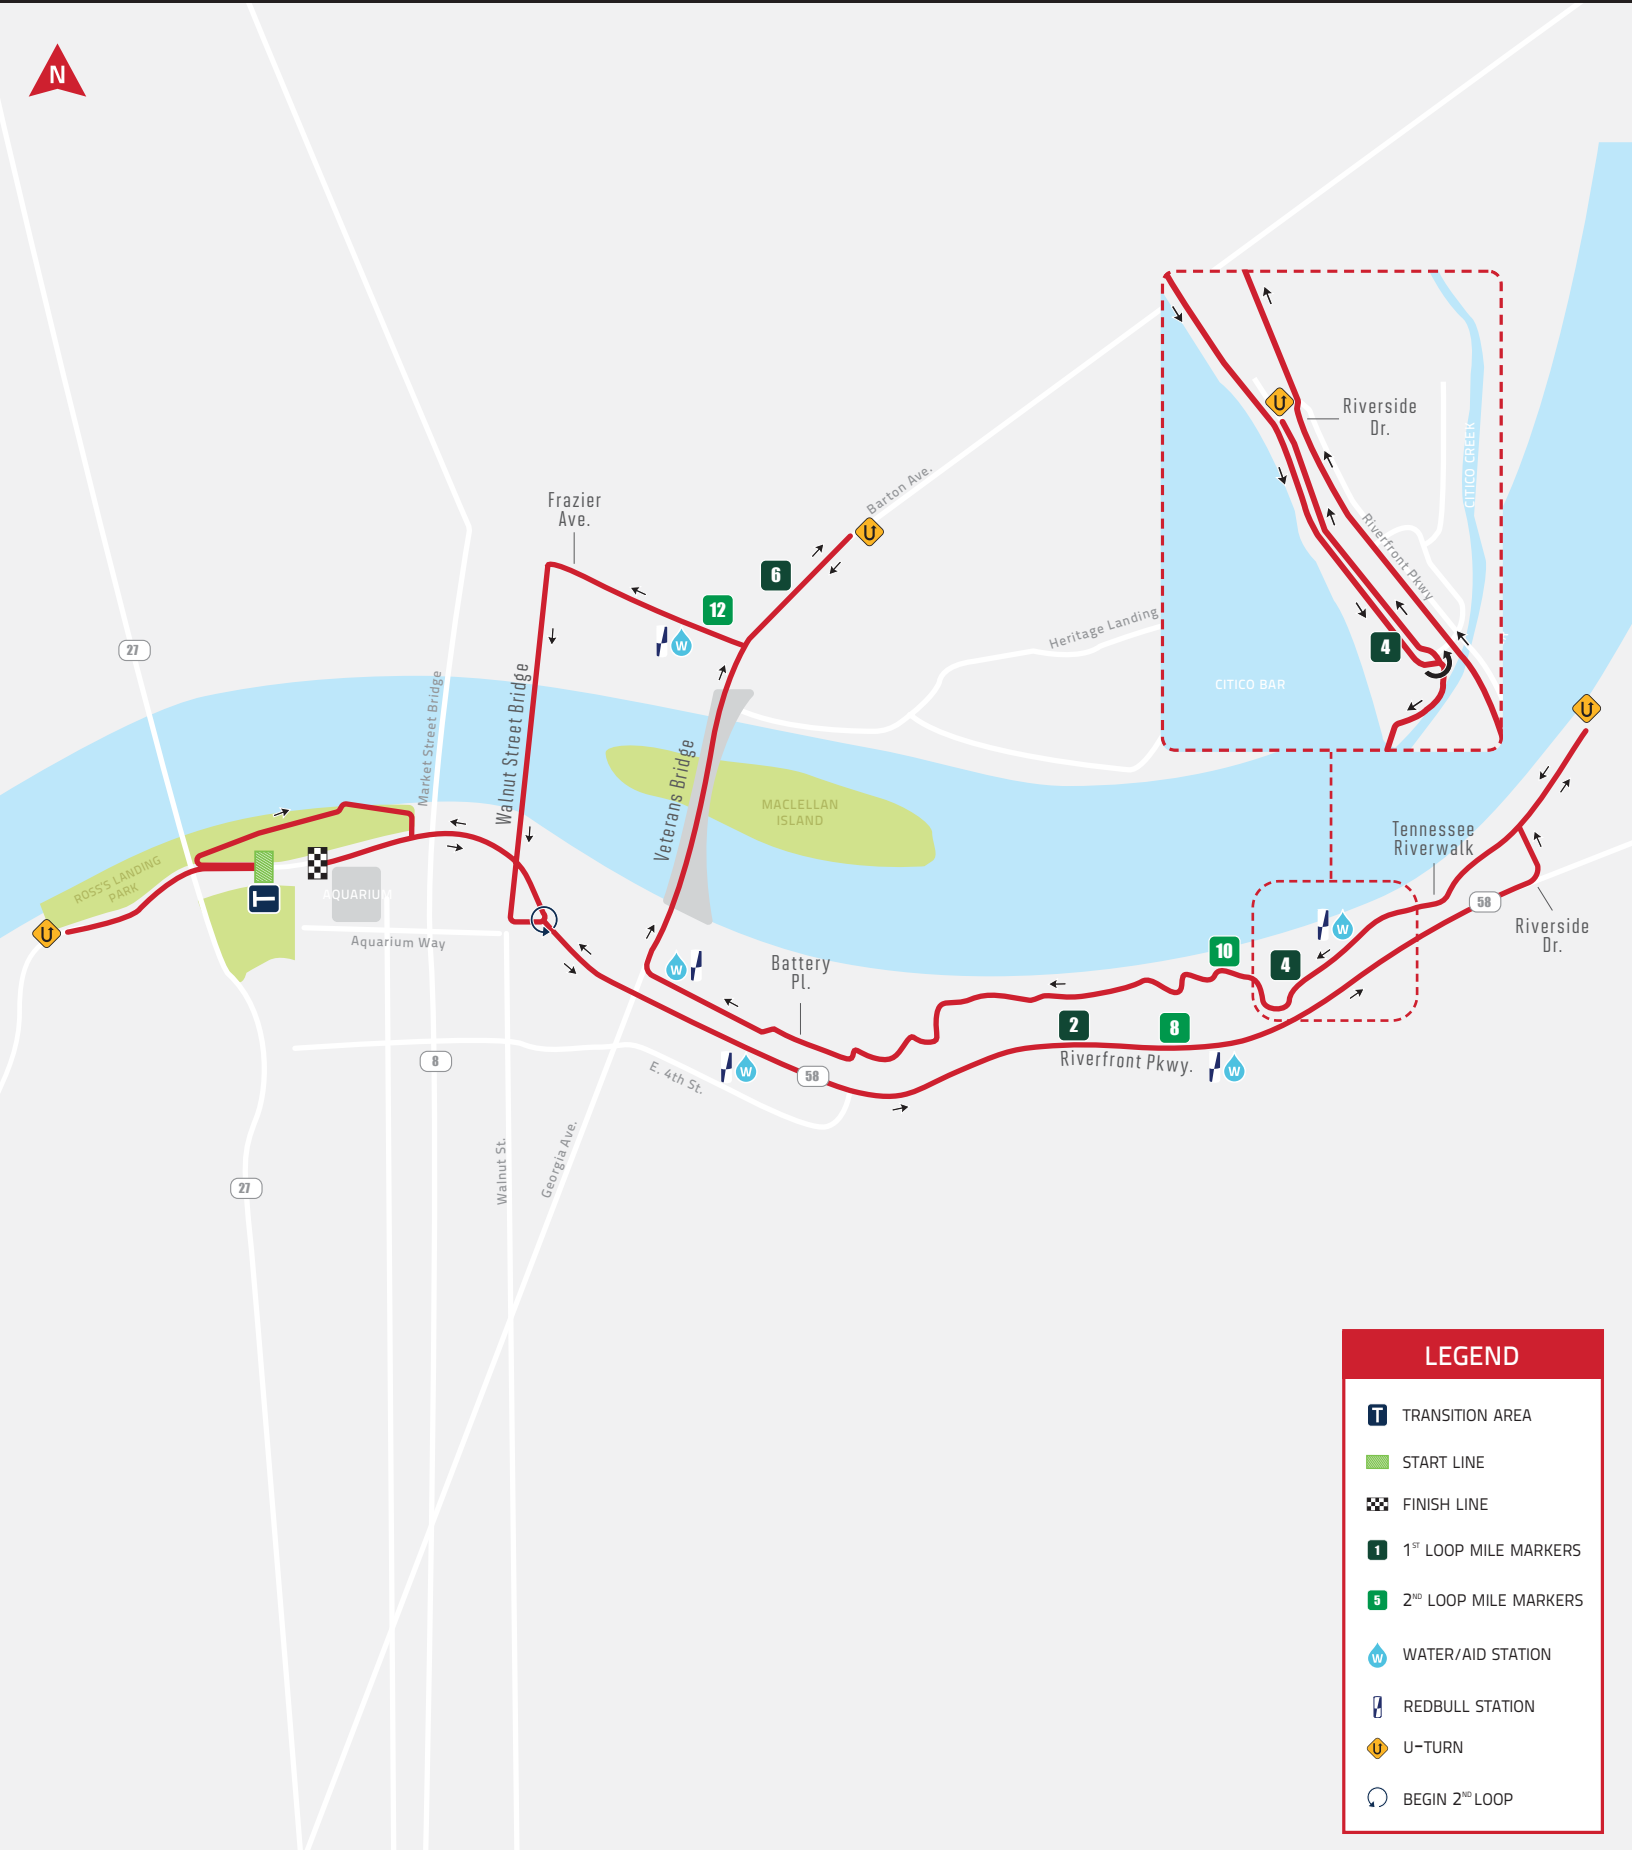 N
Riverside
Dr.
CITICO CREEK
Riverfront Pkwy
4
CITICO BAR
Barton Ave.
Frazier
Ave.
6
12
W
Heritage Landing
27
Market Street Bridge
Walnut Street Bridge
Veterans Bridge
MACLELLAN
ISLAND
Tennessee
Riverwalk
58
Riverside
Dr.
ROSS'S LANDING
PARK
T
AQUARIUM
Aquarium Way
W
Battery
Pl.
10
4
W
2
8
Riverfront Pkwy.
W
8
E. 4th St.
W
58
Walnut St.
Georgia Ave.
27
LEGEND
T TRANSITION AREA
START LINE
FINISH LINE
1 1ST LOOP MILE MARKERS
5 2ND LOOP MILE MARKERS
W WATER/AID STATION
REDBULL STATION
U-TURN
BEGIN 2ND LOOP